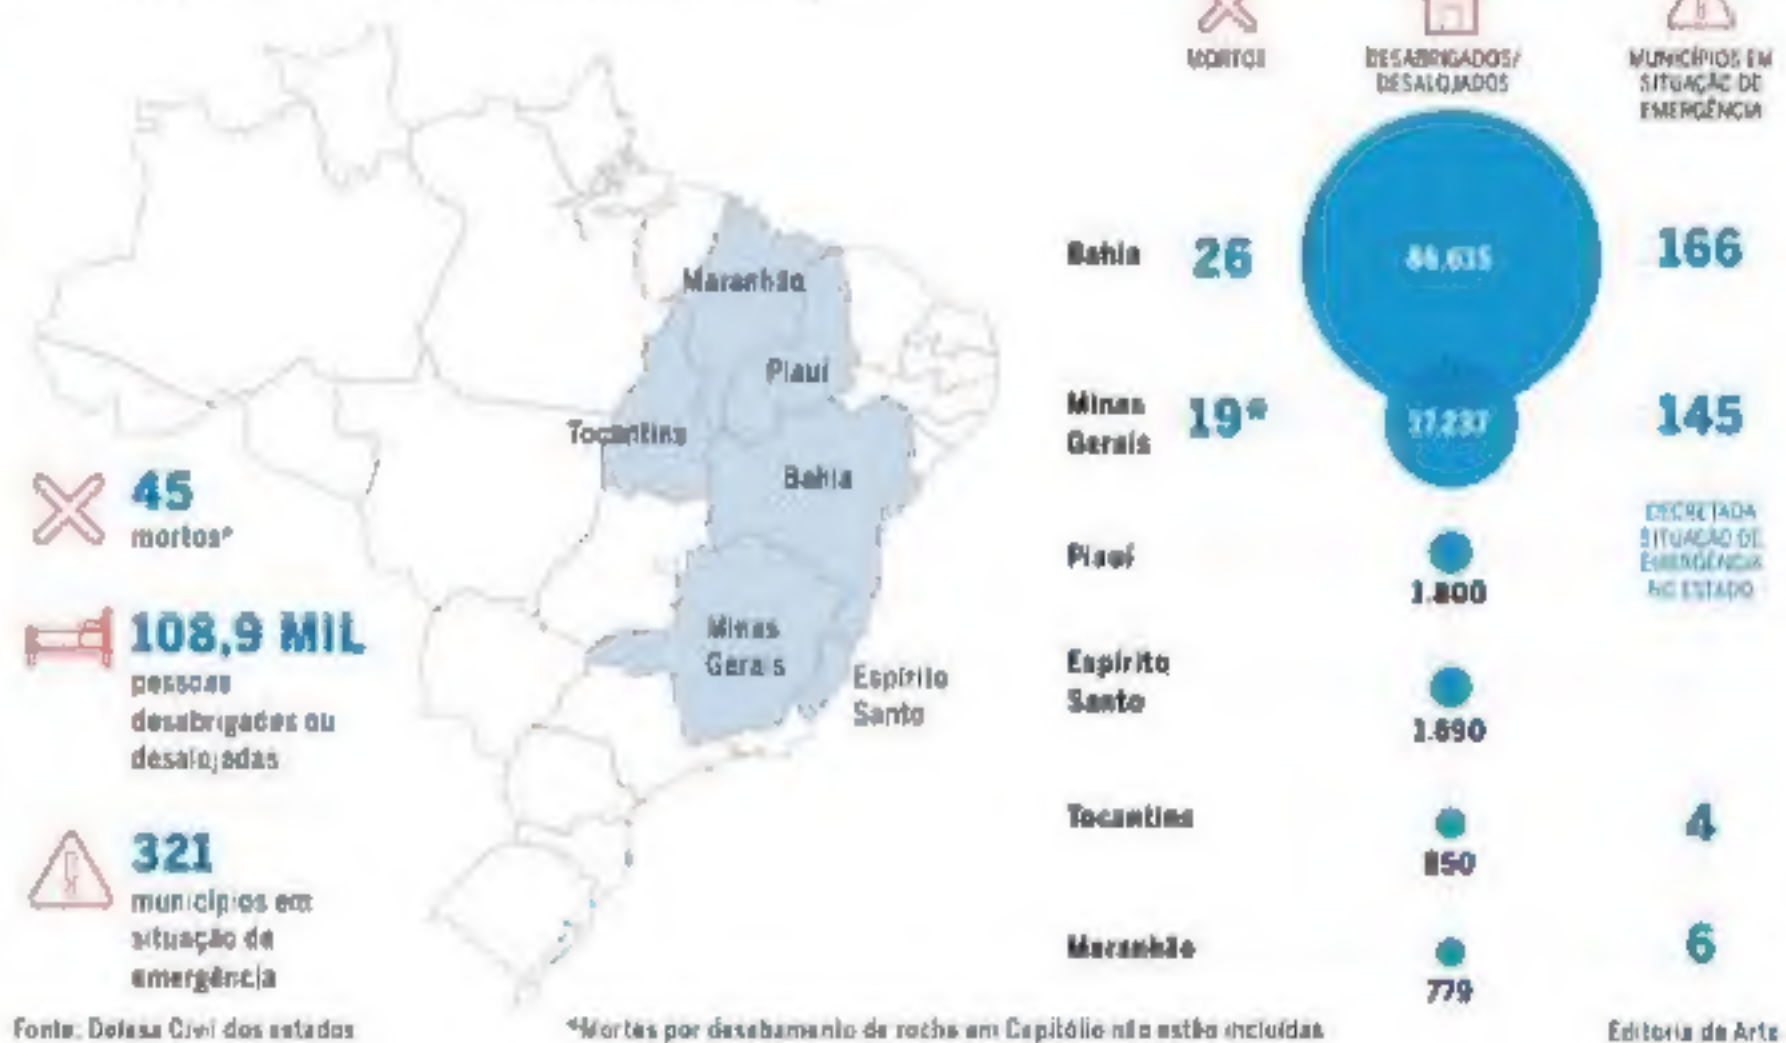 MORTOS
DESABRIGADOS/
DESALOJADOS
MUNICÍPIOS EM
SITUAÇÃO DE
EMERGÊNCIA
Maranhão
Piauí
Tocantins
Bahia
Minas
Gerais
Espírito
Santo
45
mortos*
108,9 MIL
pessoas
desabrigadas ou
desalojadas
321
municípios em
situação de
emergência
Bahia
26
166
Minas
Gerais
19*
17.237
145
Piauí
1.800
DECRETADA
SITUAÇÃO DE
EMERGÊNCIA
NO ESTADO
Espírito
Santo
Tocantins
850
4
Maranhão
779
6
Fonte: Defesa Civil dos estados
*Mortes por desabamento de rocha em Capitólio não estão incluídas
Editoria de Arte